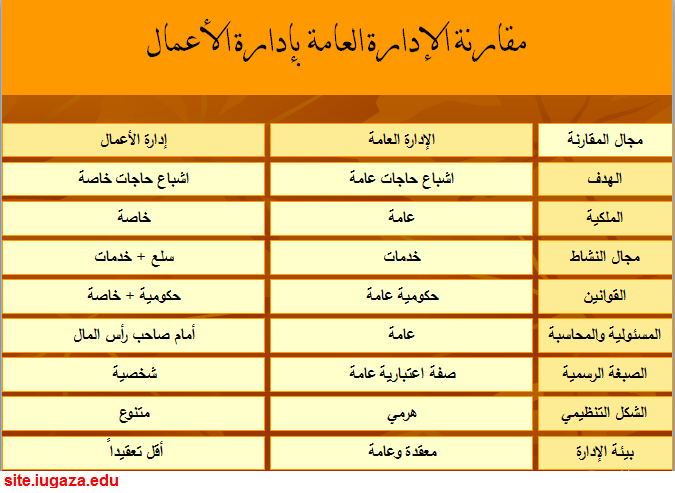 مقارنة الإدارة العامة بإدارة الأعمال
مجال المقارنة الإدارة العامة إدارة الأعمال
الهدف اشباع حاجات عامة اشباع حاجات خاصة
الملكية عامة خاصة
مجال النشاط خدمات سلع + خدمات
القوانين حكومية عامة حكومية + خاصة
المسئولية والمحاسبة عامة أمام صاحب رأس المال
الصبغة الرسمية صفة اعتبارية عامة شخصية
الشكل التنظيمي هرمي متنوع
بيئة الإدارة معقدة وعامة أقل تعقيداً
site.iugaza.edu